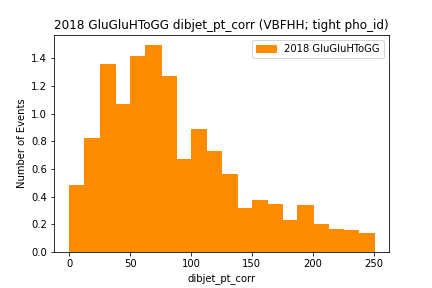 2018 GluGluHToGG dibjet_pt_corr (VBFHH; tight pho_id)
2018 GluGluHToGG
Number of Events
1.4
1.2
1.0
0.8
0.6
0.4
0.2
0.0
0 50 100 150 200 250
dibjet_pt_corr